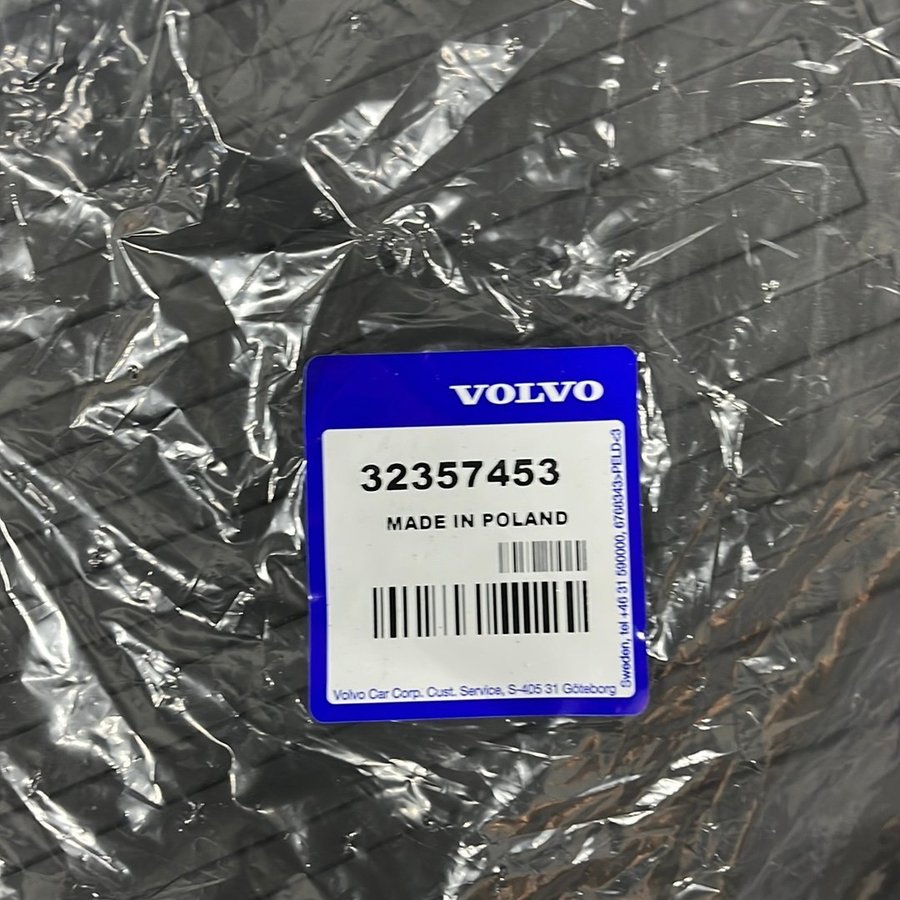 VOLVO
32357453
MADE IN POLAND
Volvo Car Corp. Cust. Service, S-405 31 Göteborg
Sweden, tel +46 31 590000, 6768343>PELD<3